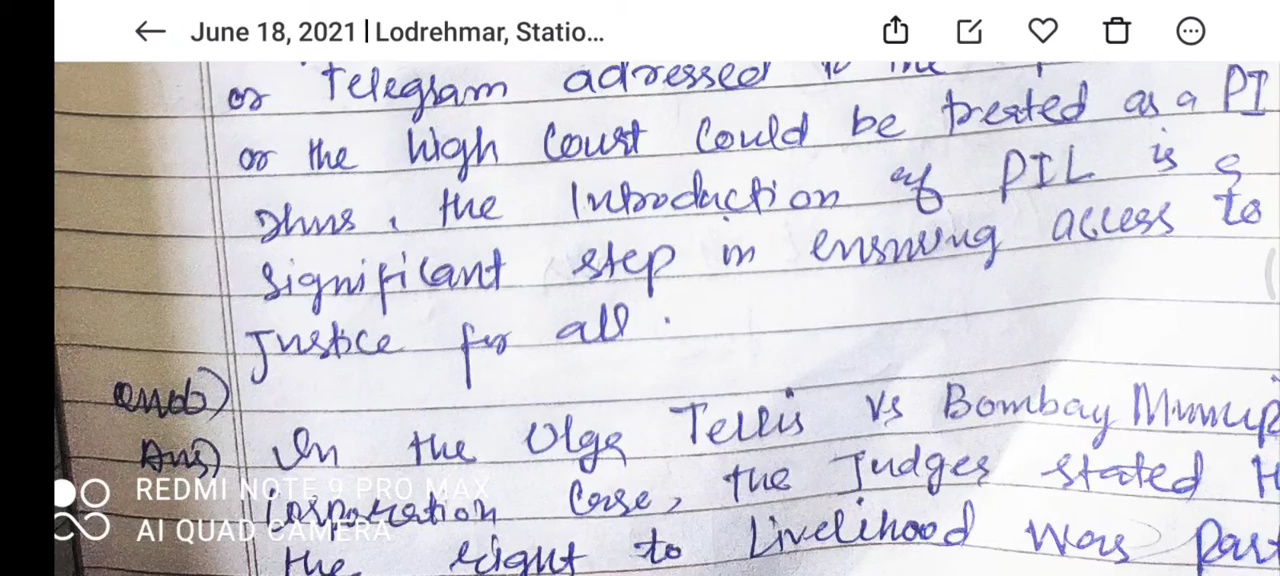 ← June 18, 2021 | Lodrehmar, Statio...
or Telegram adressed to the
or the high Court Could be treated as a PI
Thus, the Introduction of PIL is a
significant step in ensuring access to
Justice for all.
Ans) In the Olga Tellis vs Bombay Municip
Corporation Case, the Judges stated
the right to Livelihood was part
REDMI NOTE 9 PRO MAX
AI QUAD CAMERA